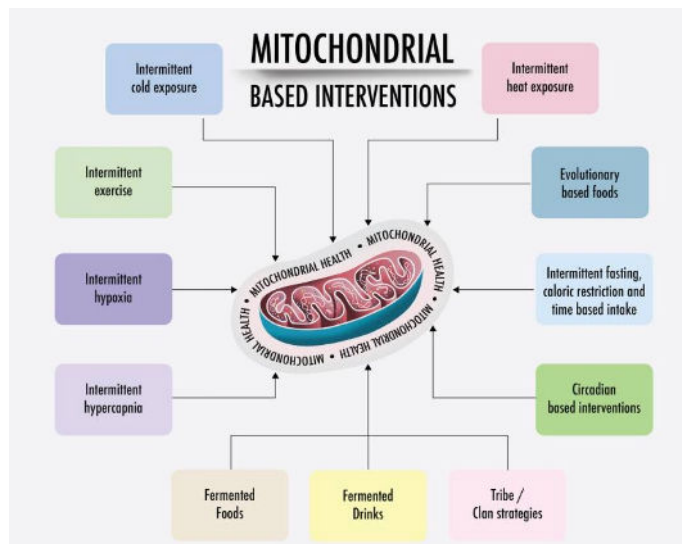 MITOCHONDRIAL
BASED INTERVENTIONS
Intermittent
cold exposure
Intermittent
heat exposure
Intermittent
exercise
Evolutionary
based foods
Intermittent
hypoxia
MITOCHONDRIAL HEALTH • MITOCHONDRIAL HEALTH • MITOCHONDRIAL HEALTH • MITOCHONDRIAL HEALTH •
Intermittent fasting,
caloric restriction and
time based intake
Intermittent
hypercapnia
Circadian
based interventions
Fermented
Foods
Fermented
Drinks
Tribe /
Clan strategies